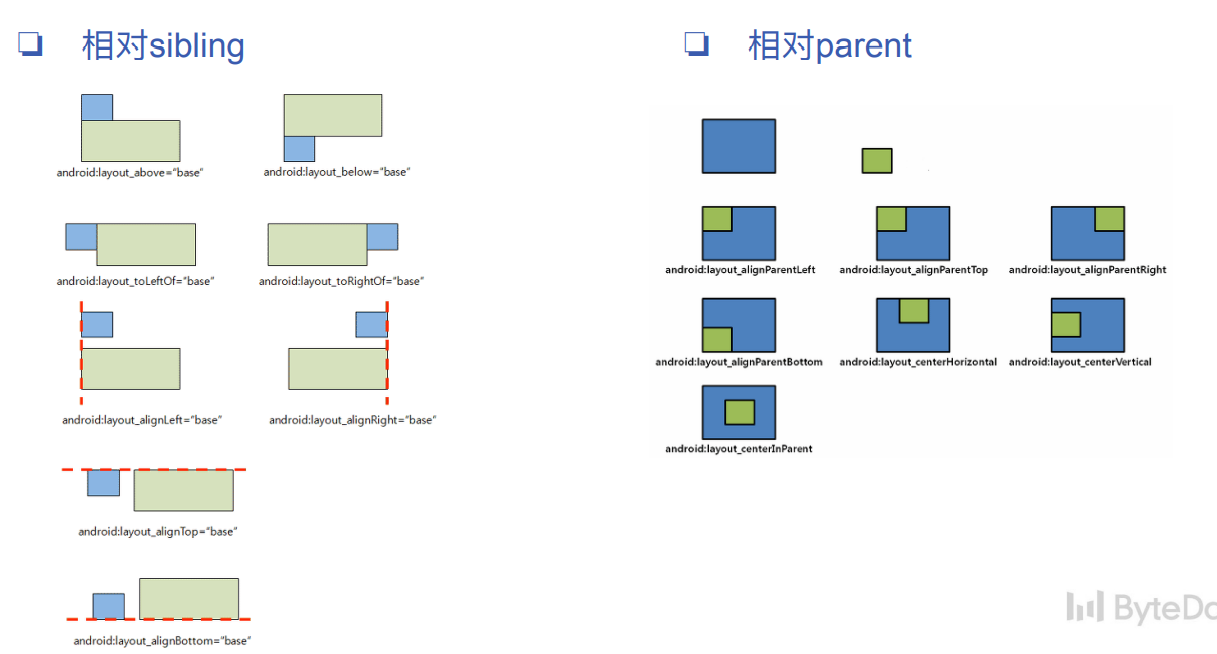 相对sibling
android:layout_above=“base”
android:layout_below=“base”
android:layout_toLeftOf=“base”
android:layout_toRightOf=“base”
android:layout_alignLeft=“base”
android:layout_alignRight=“base”
android:layout_alignTop=“base”
android:layout_alignBottom=“base”
相对parent
android:layout_alignParentLeft
android:layout_alignParentTop
android:layout_alignParentRight
android:layout_alignParentBottom
android:layout_centerHorizontal
android:layout_centerVertical
android:layout_centerInParent